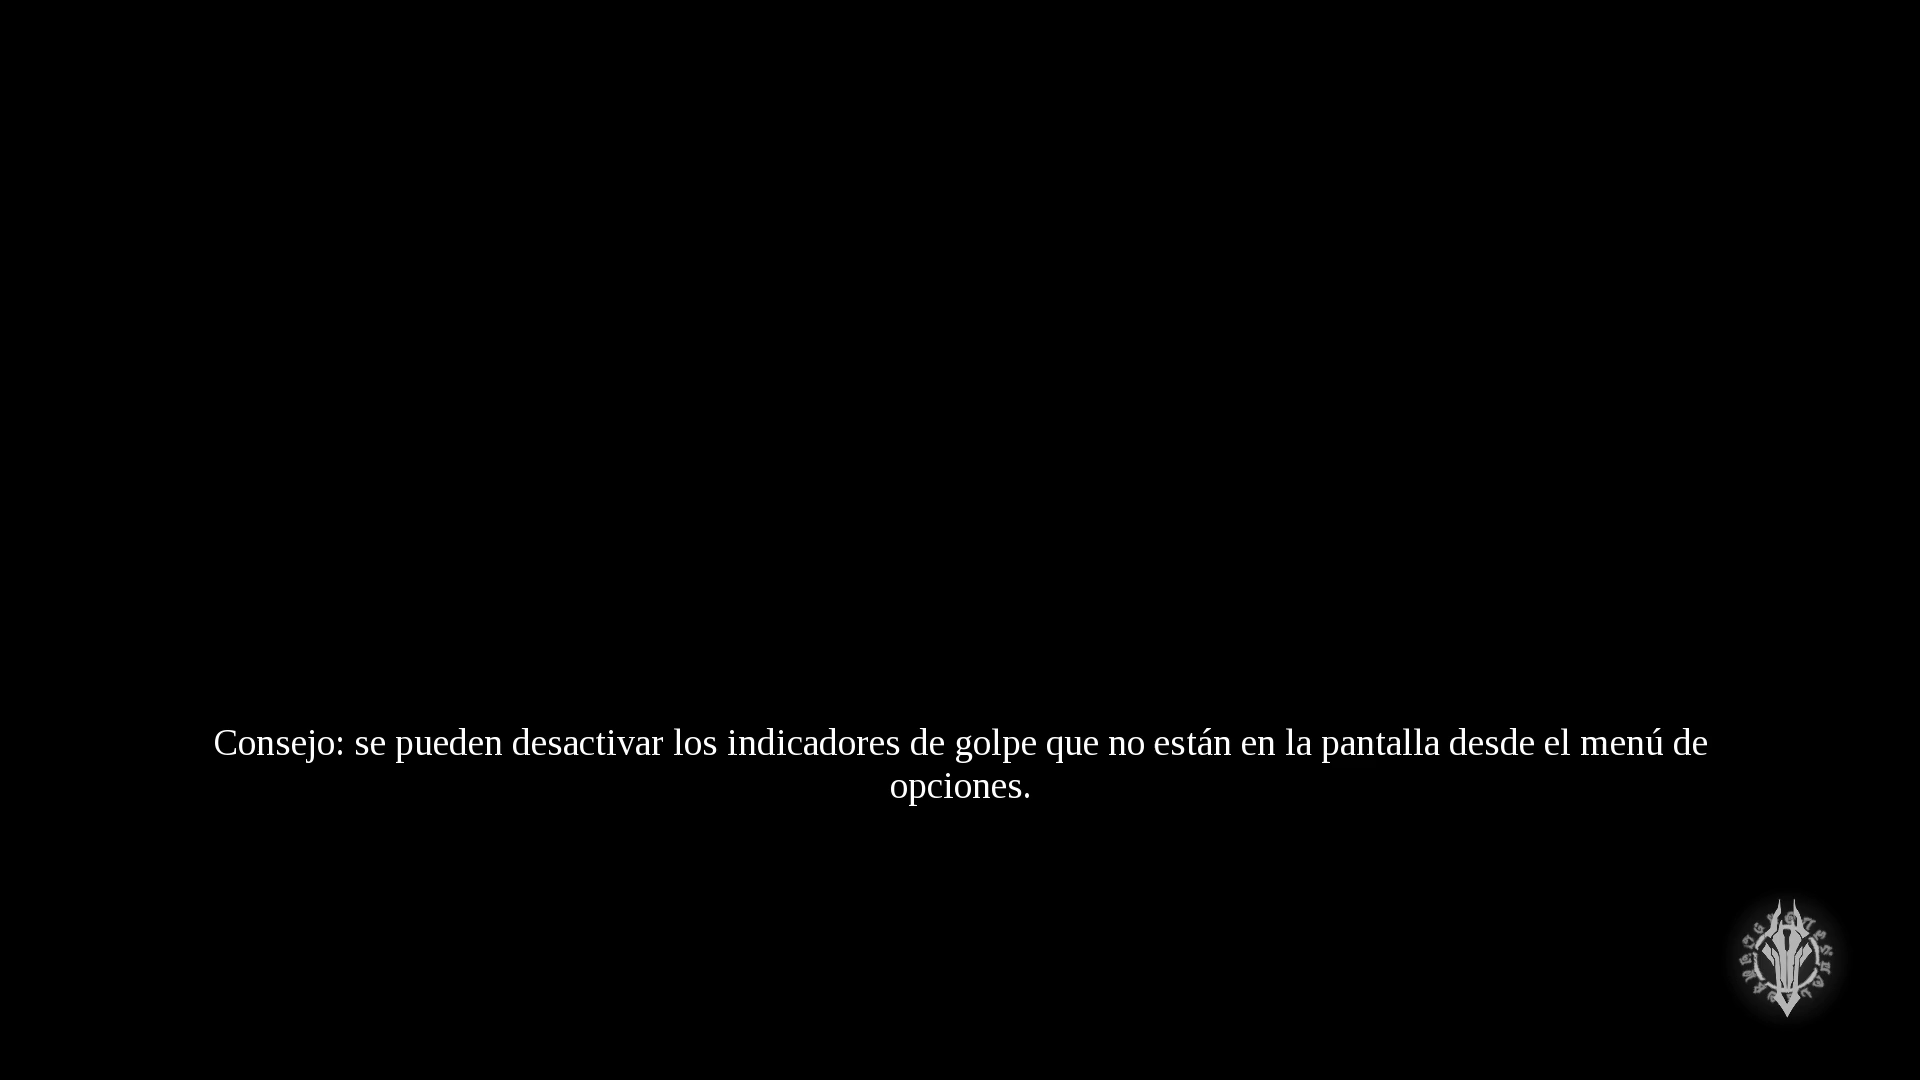 Consejo: se pueden desactivar los indicadores de golpe que no están en la pantalla desde el menú de
opciones.